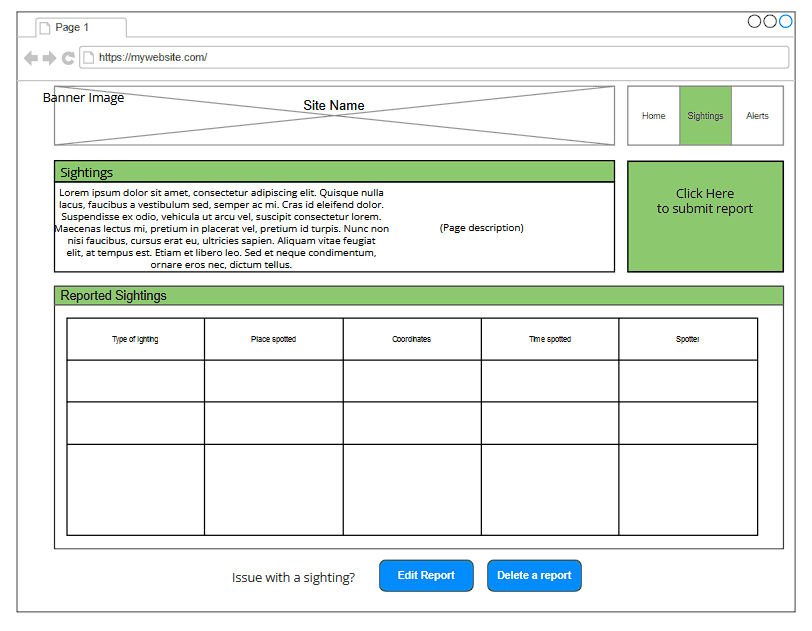 Page 1
https://mywebsite.com/
Banner Image
Site Name
Home
Sightings
Alerts
Sightings
Lorem ipsum dolor sit amet, consectetur adipiscing elit. Quisque nulla
lacus, faucibus a vestibulum sed, semper ac mi. Cras id eleifend dolor.
Suspendisse ex odio, vehicula ut arcu vel, suscipit consectetur lorem.
Maecenas lectus mi, pretium in placerat vel, pretium id turpis. Nunc non
nisi faucibus, cursus erat eu, ultricies sapien. Aliquam vitae feugiat
elit, at tempus est. Etiam et libero leo. Sed et neque condimentum,
ornare eros nec, dictum tellus.
(Page description)
Click Here
to submit report
Reported Sightings
Type of ighting
Place spotted
Coordinates
Time spotted
Spotter
Issue with a sighting?
Edit Report
Delete a report